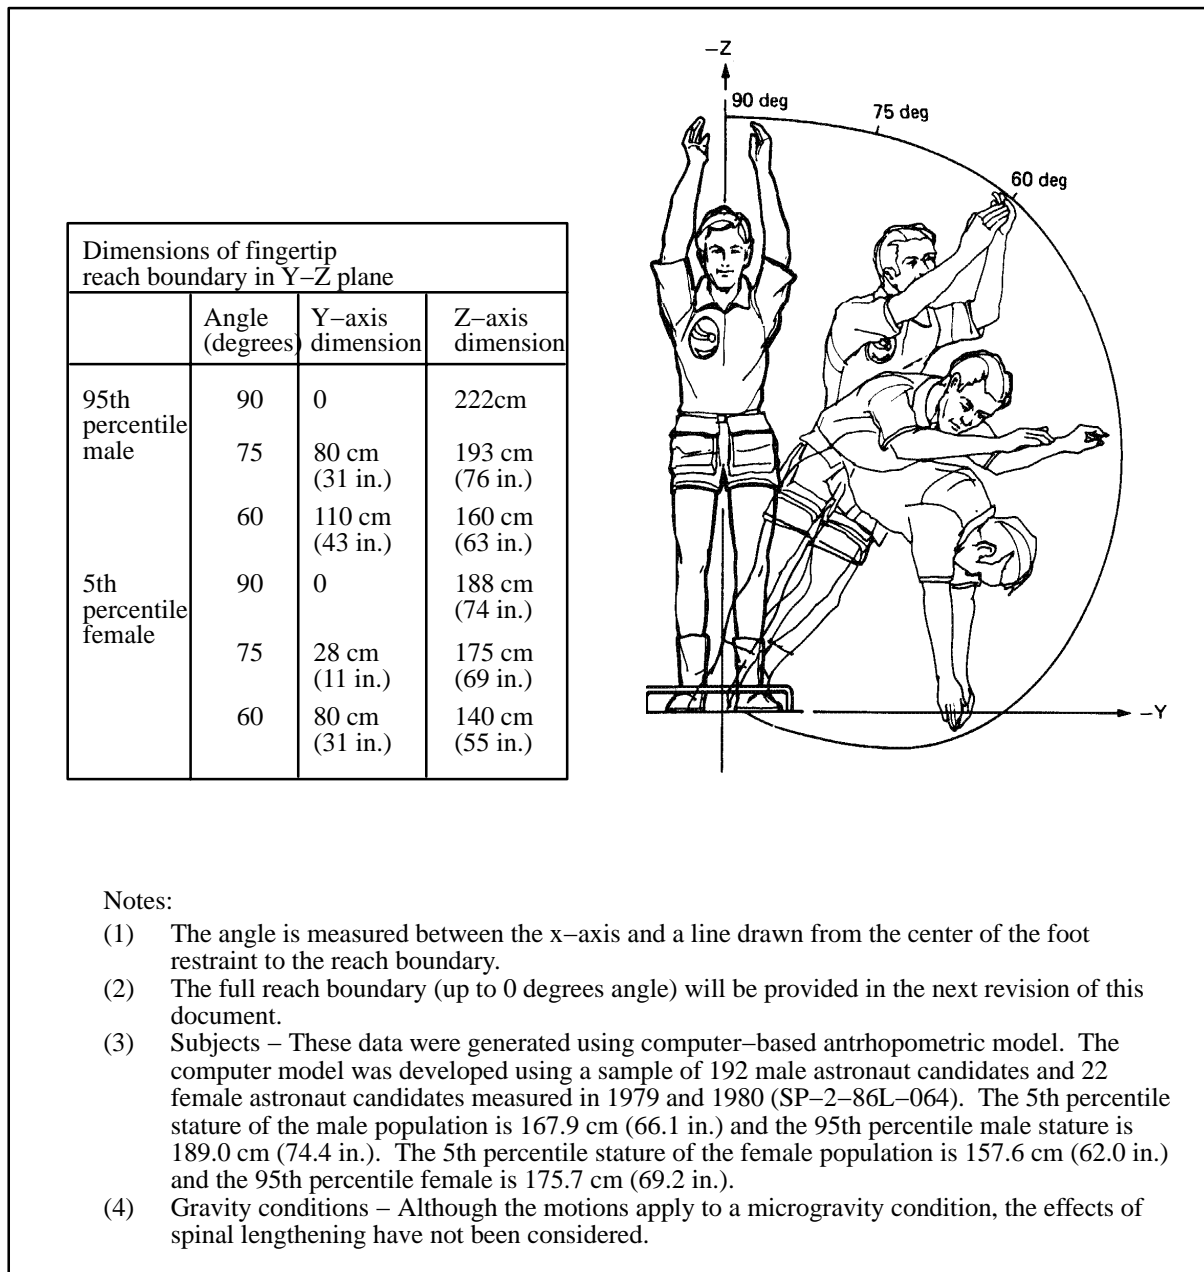 −Z
90 deg
75 deg
60 deg
−Y
Dimensions of fingertip
reach boundary in Y−Z plane
Angle (degrees) Y−axis dimension Z−axis dimension
95th percentile male 90 0 222cm
75 80 cm (31 in.) 193 cm (76 in.)
60 110 cm (43 in.) 160 cm (63 in.)
5th percentile female 90 0 188 cm (74 in.)
75 28 cm (11 in.) 175 cm (69 in.)
60 80 cm (31 in.) 140 cm (55 in.)
Notes:
(1) The angle is measured between the x−axis and a line drawn from the center of the foot
restraint to the reach boundary.
(2) The full reach boundary (up to 0 degrees angle) will be provided in the next revision of this
document.
(3) Subjects − These data were generated using computer−based antrhopometric model. The
computer model was developed using a sample of 192 male astronaut candidates and 22
female astronaut candidates measured in 1979 and 1980 (SP−2−86L−064). The 5th percentile
stature of the male population is 167.9 cm (66.1 in.) and the 95th percentile male stature is
189.0 cm (74.4 in.). The 5th percentile stature of the female population is 157.6 cm (62.0 in.)
and the 95th percentile female is 175.7 cm (69.2 in.).
(4) Gravity conditions − Although the motions apply to a microgravity condition, the effects of
spinal lengthening have not been considered.